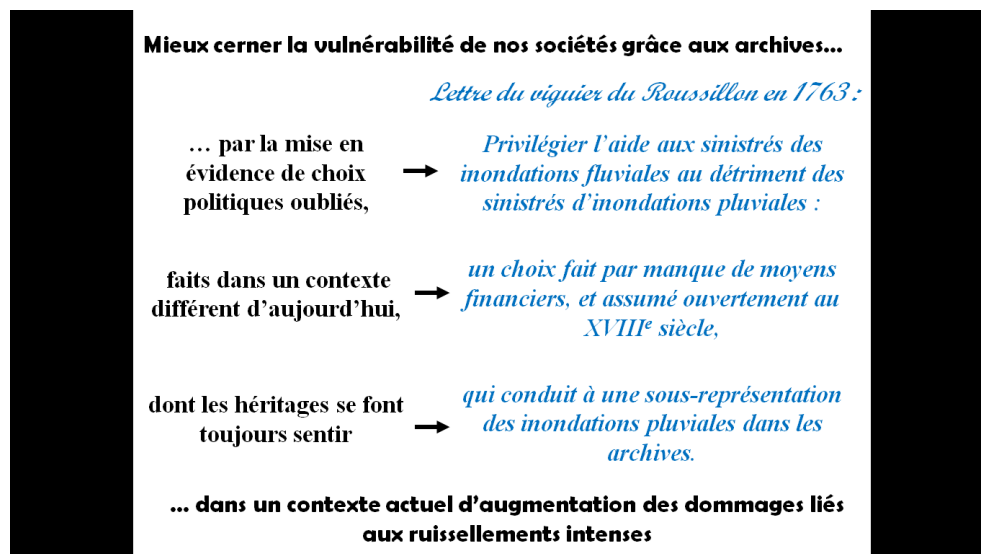 Mieux cerner la vulnérabilité de nos sociétés grâce aux archives...
Lettre du viguier du Roussillon en 1763 :
... par la mise en
évidence de choix
politiques oubliés,
Privilégier l'aide aux sinistrés des
inondations fluviales au détriment des
sinistrés d'inondations pluviales :
faits dans un contexte
différent d'aujourd'hui,
un choix fait par manque de moyens
financiers, et assumé ouvertement au
XVIIIe siècle,
dont les héritages se font
toujours sentir
qui conduit à une sous-représentation
des inondations pluviales dans les
archives.
... dans un contexte actuel d'augmentation des dommages liés
aux ruissellements intenses